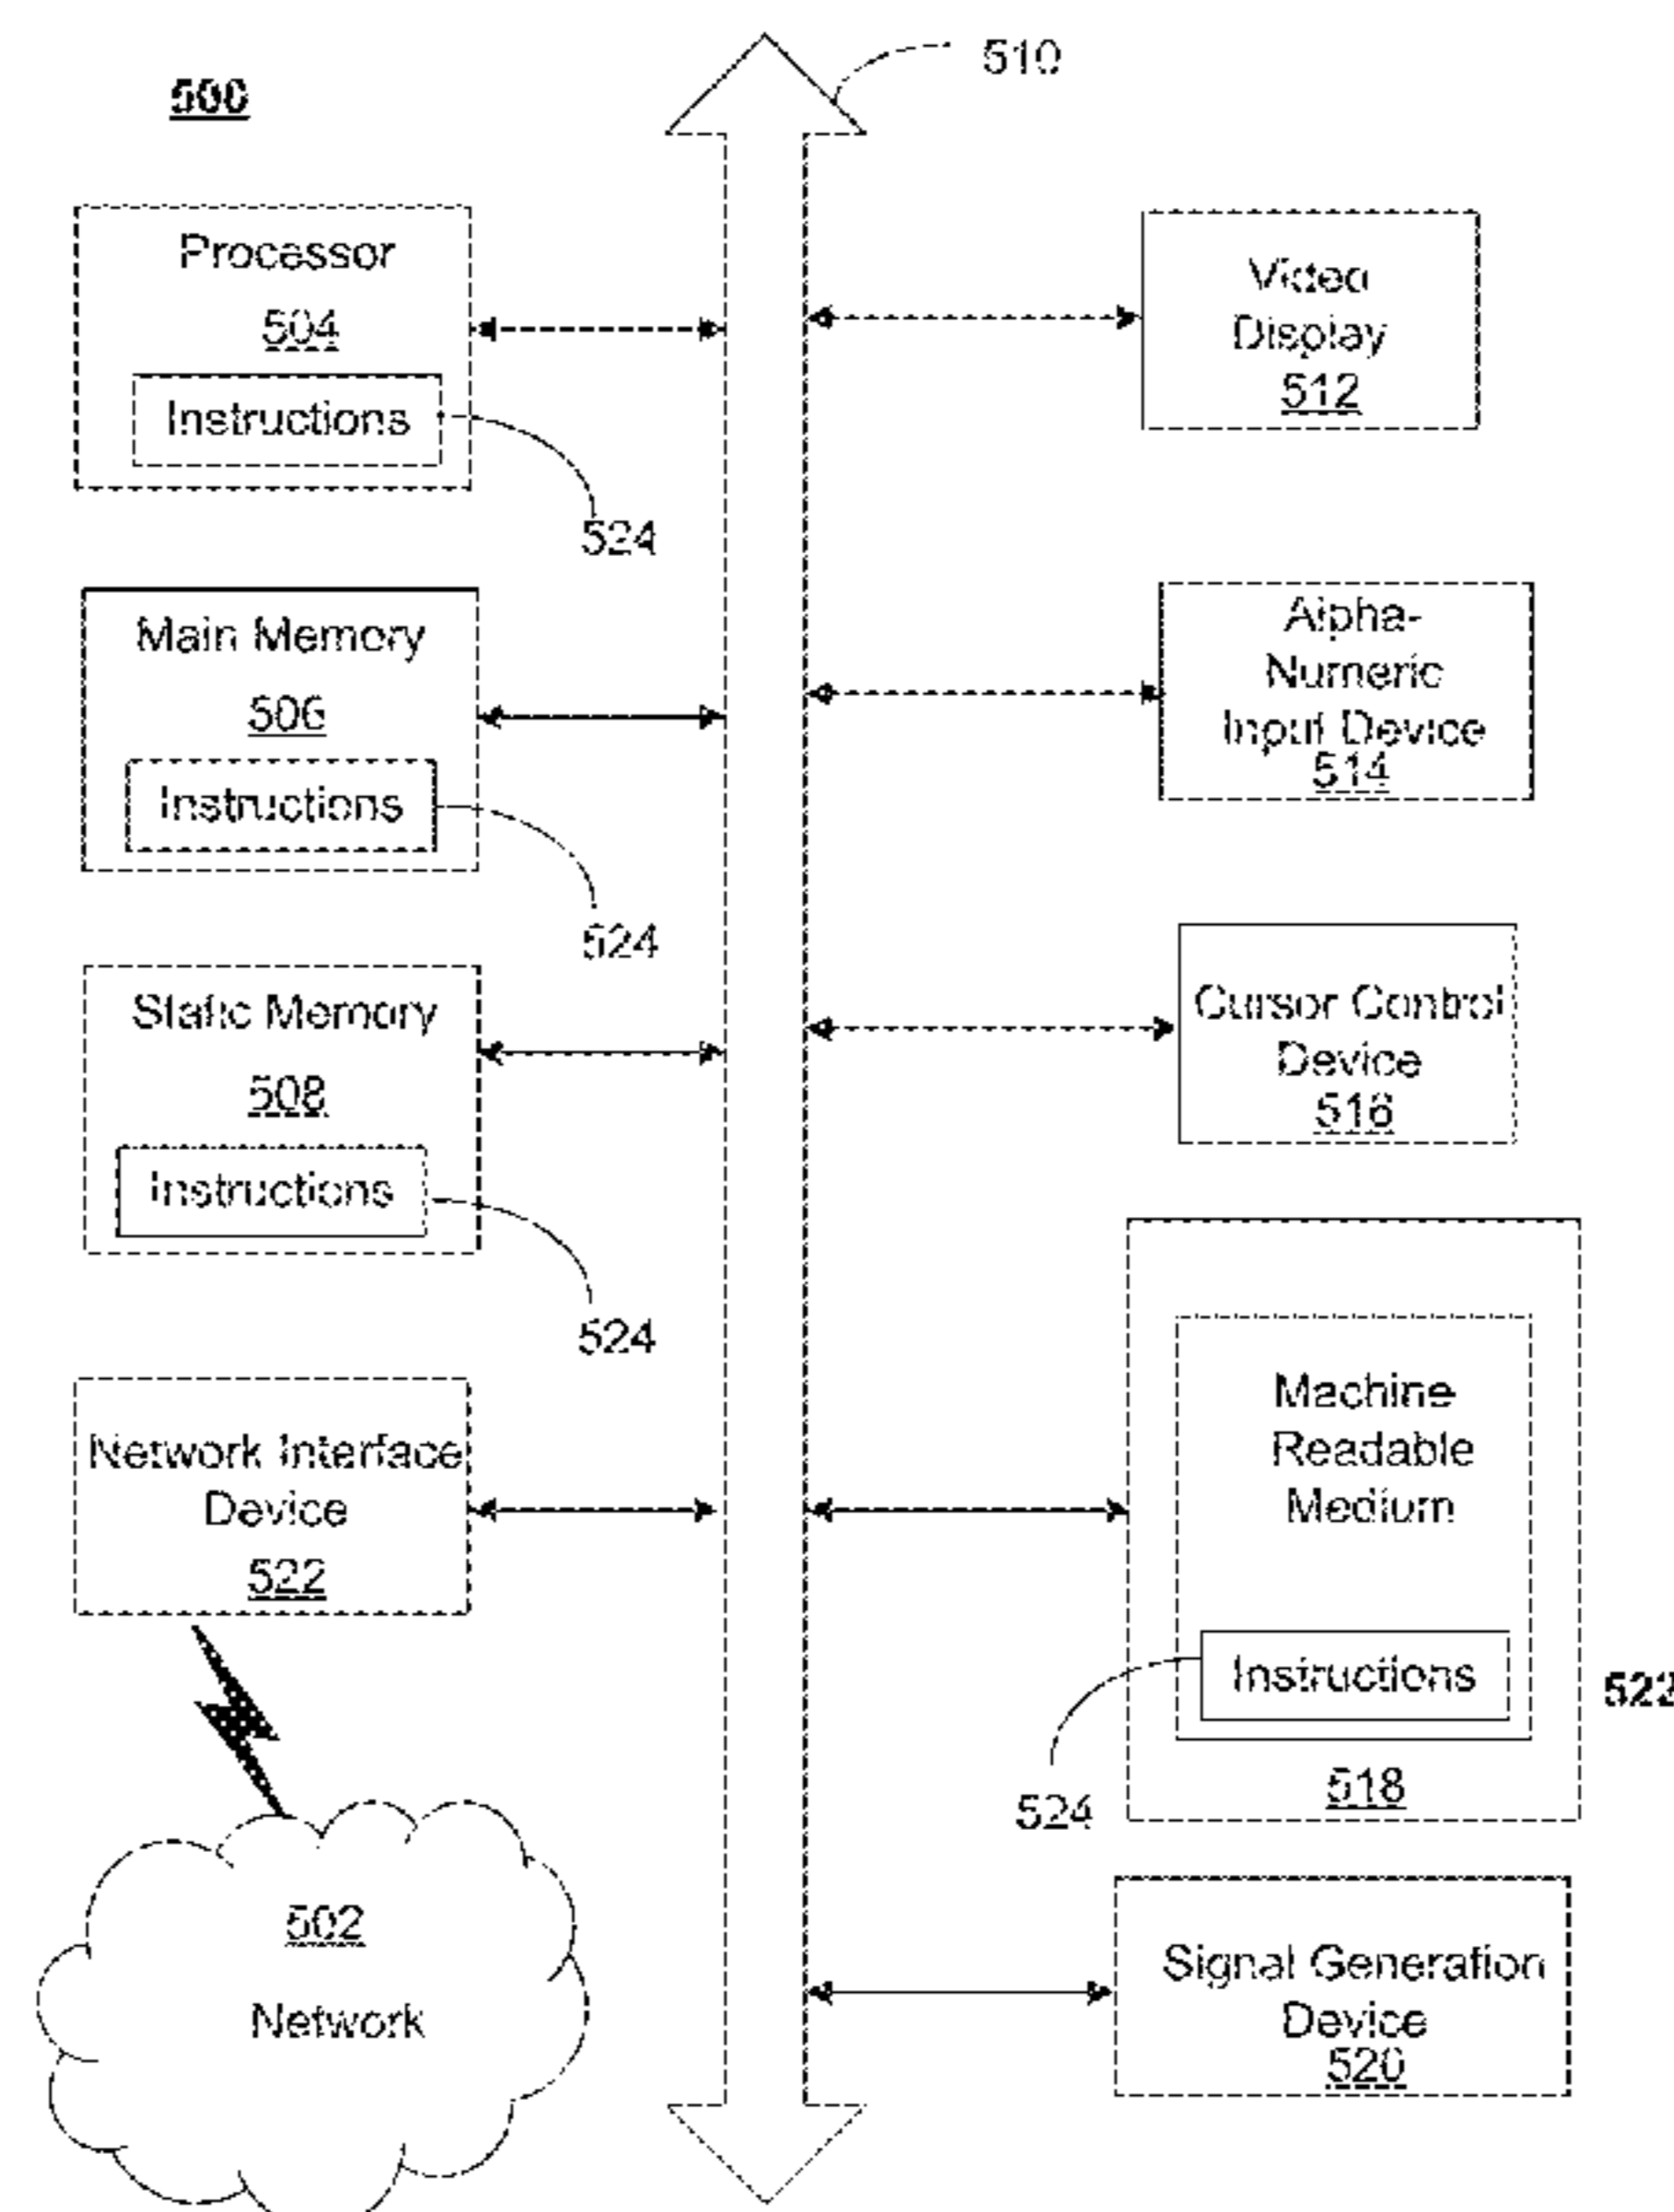 500
510
Processor
504
Instructions
524
Main Memory
506
Instructions
524
Static Memory
508
Instructions
524
Network Interface
Device
522
502
Network
Video
Display
512
Alpha-
Numeric
Input Device
514
Cursor Control
Device
516
Machine
Readable
Medium
Instructions
522
524
518
Signal Generation
Device
520